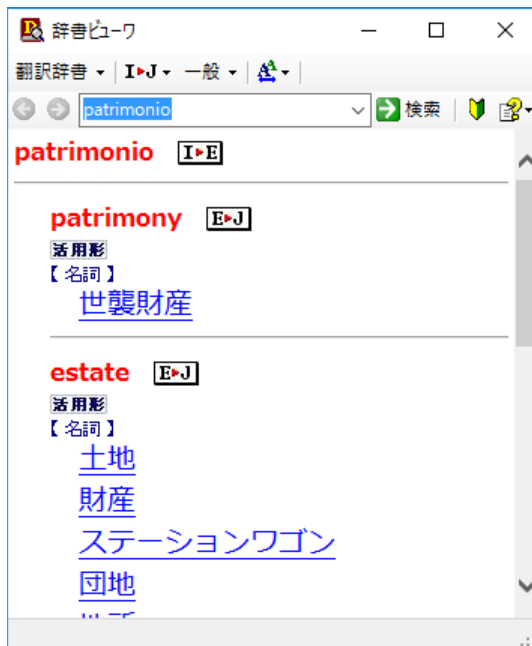 辞書ビューワ
翻訳辞書 I▶J 一般
patrimonio 検索
patrimonio I▶E
patrimony E▶J
活用形
【 名詞 】
世襲財産
estate E▶J
活用形
【 名詞 】
土地
財産
ステーションワゴン
団地